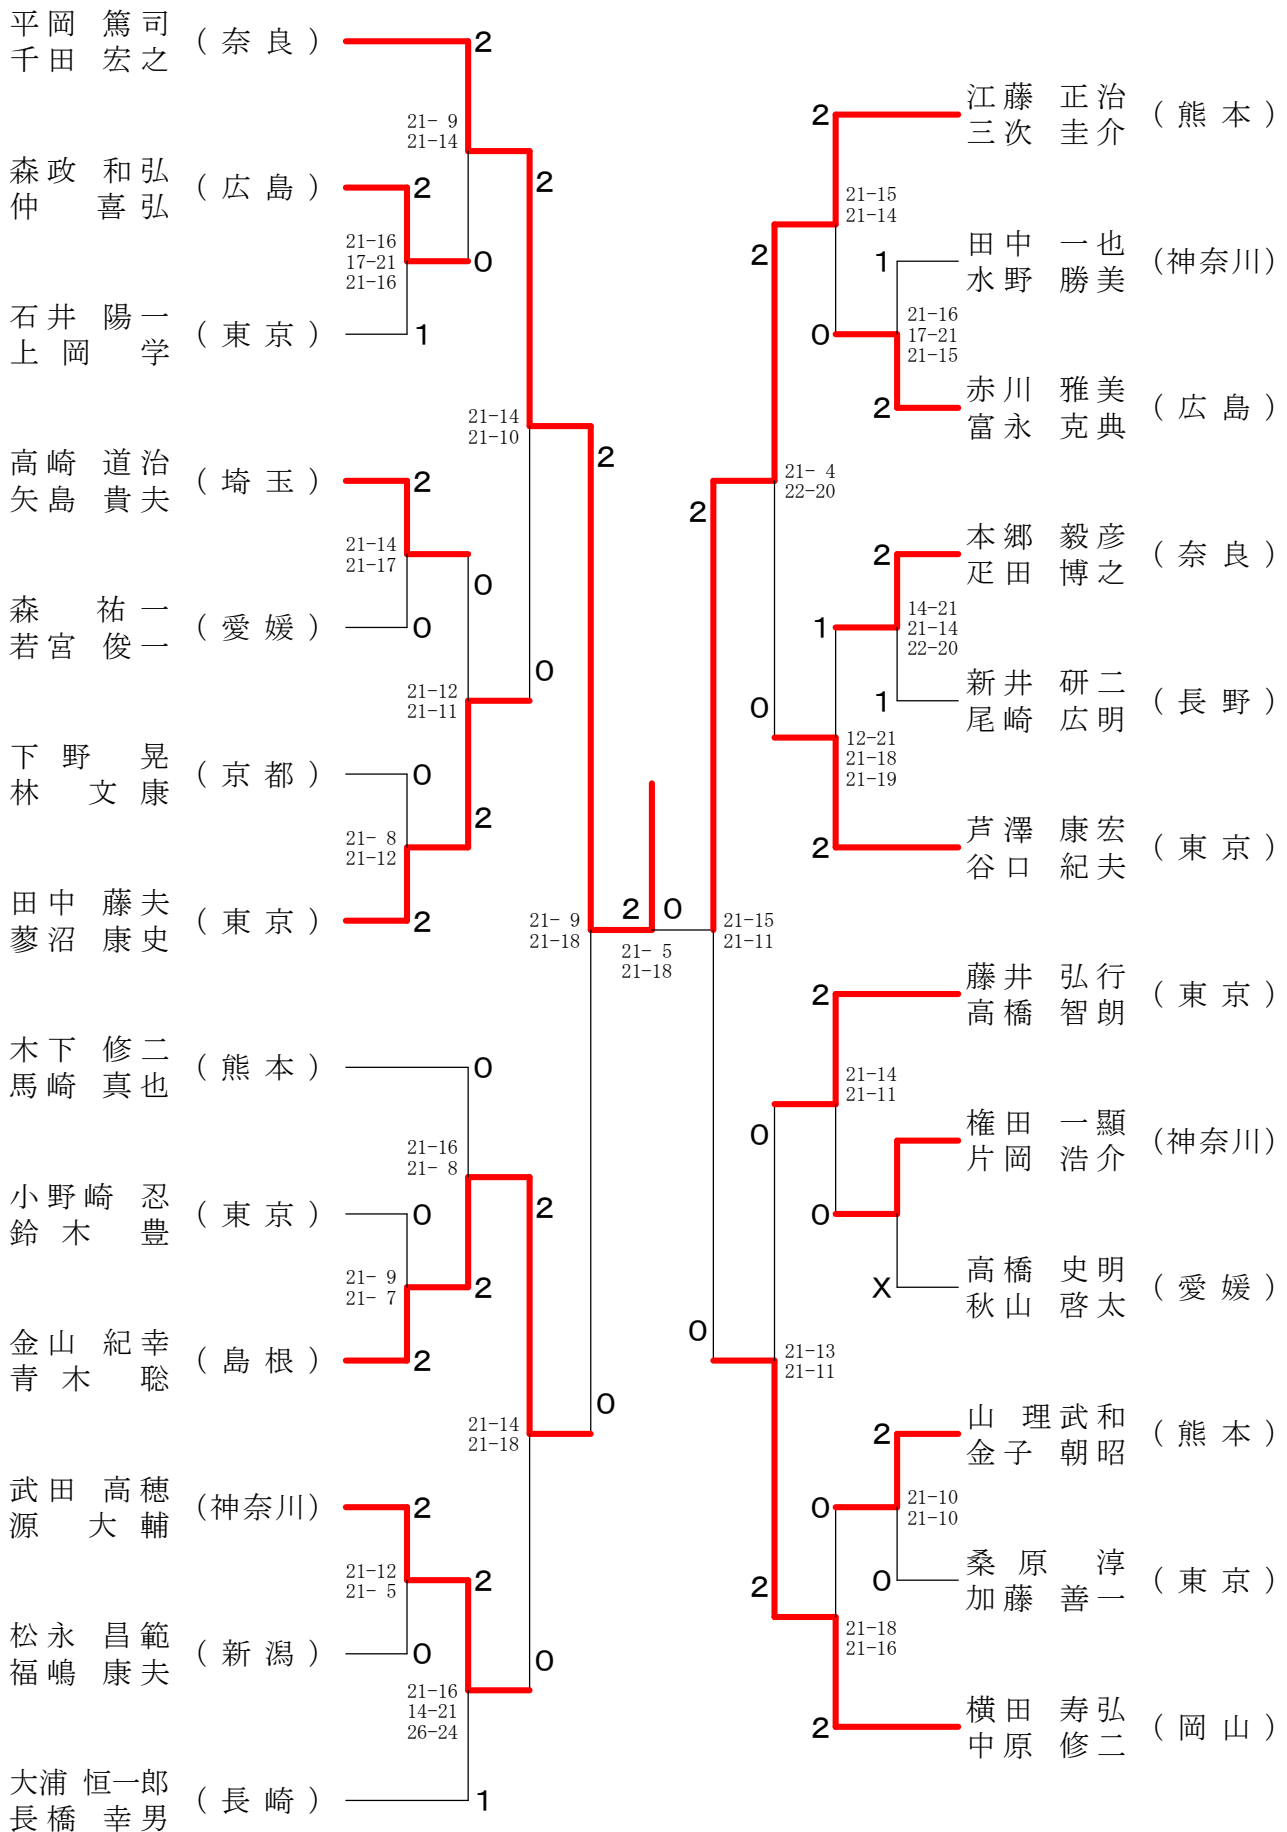 平岡 篤司
千田 宏之
(奈良)
2
21- 9
21-14
2
森政 和弘
仲 喜弘
(広島)
2
21-16
17-21
21-16
0
石井 陽一
上岡 学
(東京)
1
21-14
21-10
2
高崎 道治
矢島 貴夫
(埼玉)
2
21-14
21-17
0
森 祐一
若宮 俊一
(愛媛)
0
21-12
21-11
0
下野 晃
林 文康
(京都)
0
21- 8
21-12
2
田中 藤夫
蓼沼 康史
(東京)
2
21- 9
21-18
2
0
21- 5
21-18
木下 修二
馬崎 真也
(熊本)
0
21-16
21- 8
2
小野崎 忍
鈴木 豊
(東京)
0
21- 9
21- 7
2
金山 紀幸
青木 聡
(島根)
2
21-14
21-18
0
武田 高穂
源 大輔
(神奈川)
2
21-12
21- 5
2
松永 昌範
福嶋 康夫
(新潟)
0
0
21-16
14-21
26-24
大浦 恒一郎
長橋 幸男
(長崎)
1
2
江藤 正治
三次 圭介
(熊本)
21-15
21-14
2
1
田中 一也
水野 勝美
(神奈川)
0
21-16
17-21
21-15
2
赤川 雅美
富永 克典
(広島)
21- 4
22-20
2
2
本郷 毅彦
疋田 博之
(奈良)
1
14-21
21-14
22-20
1
新井 研二
尾崎 広明
(長野)
0
12-21
21-18
21-19
2
芦澤 康宏
谷口 紀夫
(東京)
21-15
21-11
2
藤井 弘行
高橋 智朗
(東京)
21-14
21-11
0
権田 一顯
片岡 浩介
(神奈川)
0
X
高橋 史明
秋山 啓太
(愛媛)
0
21-13
21-11
2
山 理武和
金子 朝昭
(熊本)
0
21-10
21-10
0
桑原 淳
加藤 善一
(東京)
2
21-18
21-16
2
横田 寿弘
中原 修二
(岡山)